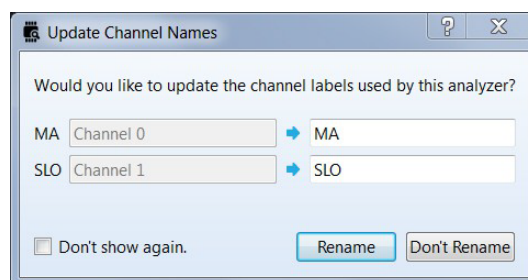 Update Channel Names
Would you like to update the channel labels used by this analyzer?
MA Channel 0 MA
SLO Channel 1 SLO
Don't show again. Rename Don't Rename